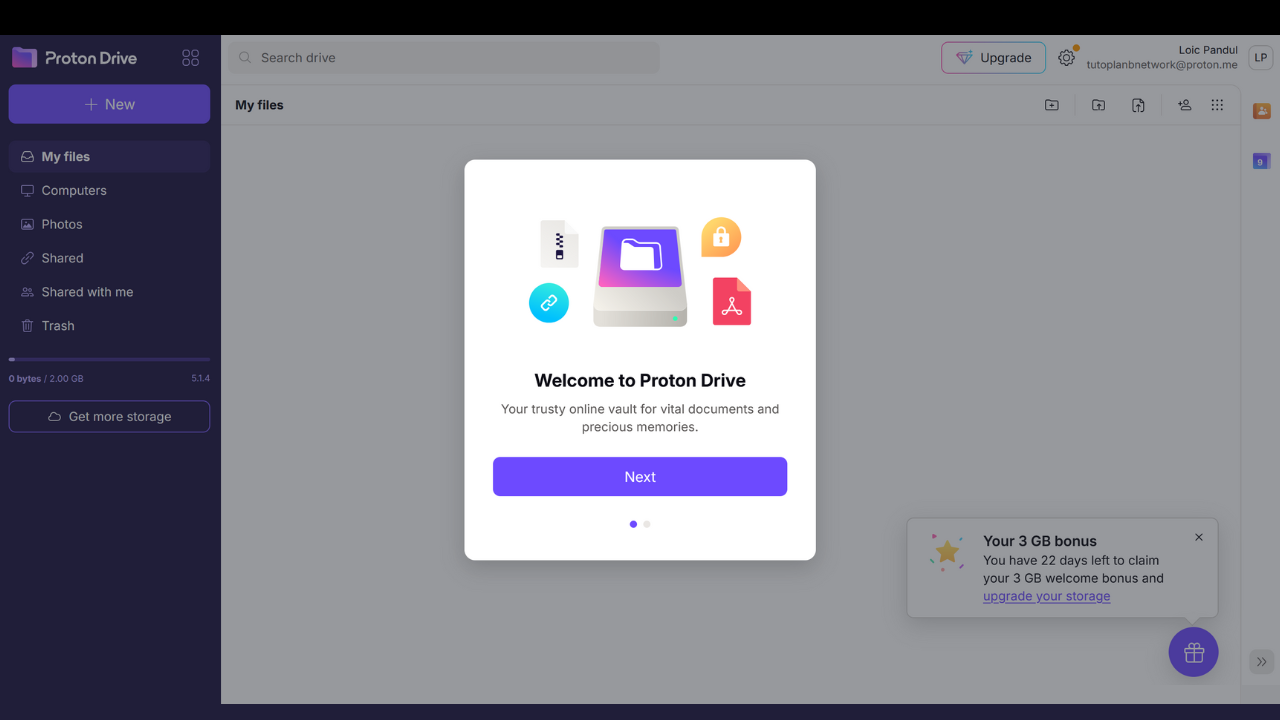 Proton Drive
New
My files
Computers
Photos
Shared
Shared with me
Trash
0 bytes / 2.00 GB
5.1.4
Get more storage
Search drive
Upgrade
Loic Pandul
tutoplanbnetwork@proton.me
LP
My files
9
Welcome to Proton Drive
Your trusty online vault for vital documents and
precious memories.
Next
Your 3 GB bonus
You have 22 days left to claim
your 3 GB welcome bonus and
upgrade your storage